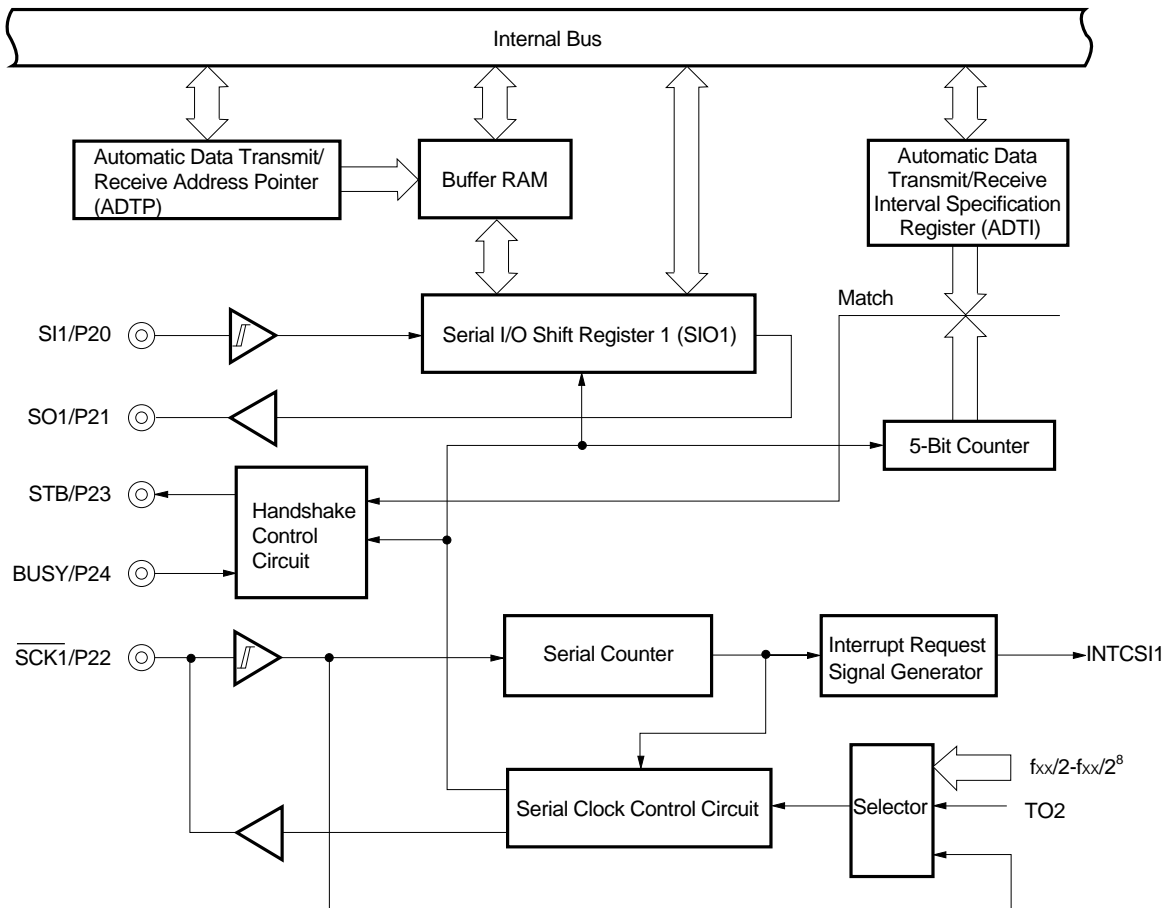 Internal Bus
Automatic Data Transmit/
Receive Address Pointer
(ADTP)
Buffer RAM
Automatic Data
Transmit/Receive
Interval Specification
Register (ADTI)
Match
SI1/P20
Serial I/O Shift Register 1 (SIO1)
SO1/P21
5-Bit Counter
STB/P23
Handshake
Control
Circuit
BUSY/P24
SCK1/P22
Serial Counter
Interrupt Request
Signal Generator
INTCSI1
fxx/2-fxx/2⁸
Serial Clock Control Circuit
Selector
TO2